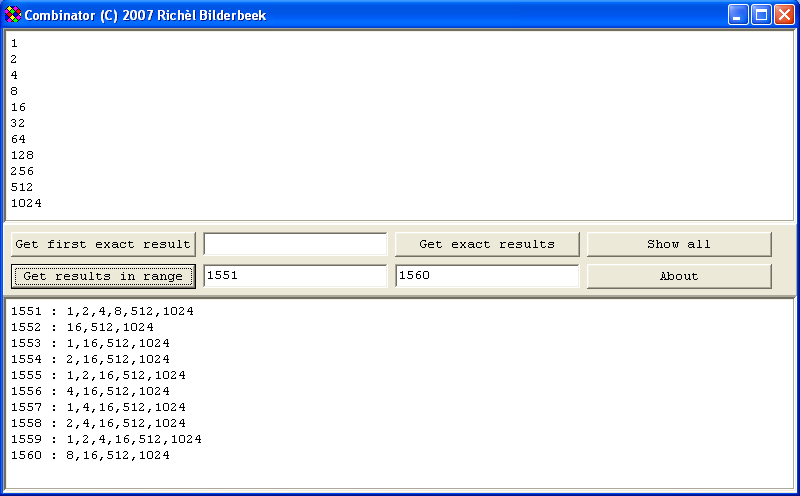 Combinator (C) 2007 Richèl Bilderbeek
1
2
4
8
16
32
64
128
256
512
1024
Get first exact result Get exact results Show all
Get results in range 1551 1560 About
1551 : 1,2,4,8,512,1024
1552 : 16,512,1024
1553 : 1,16,512,1024
1554 : 2,16,512,1024
1555 : 1,2,16,512,1024
1556 : 4,16,512,1024
1557 : 1,4,16,512,1024
1558 : 2,4,16,512,1024
1559 : 1,2,4,16,512,1024
1560 : 8,16,512,1024